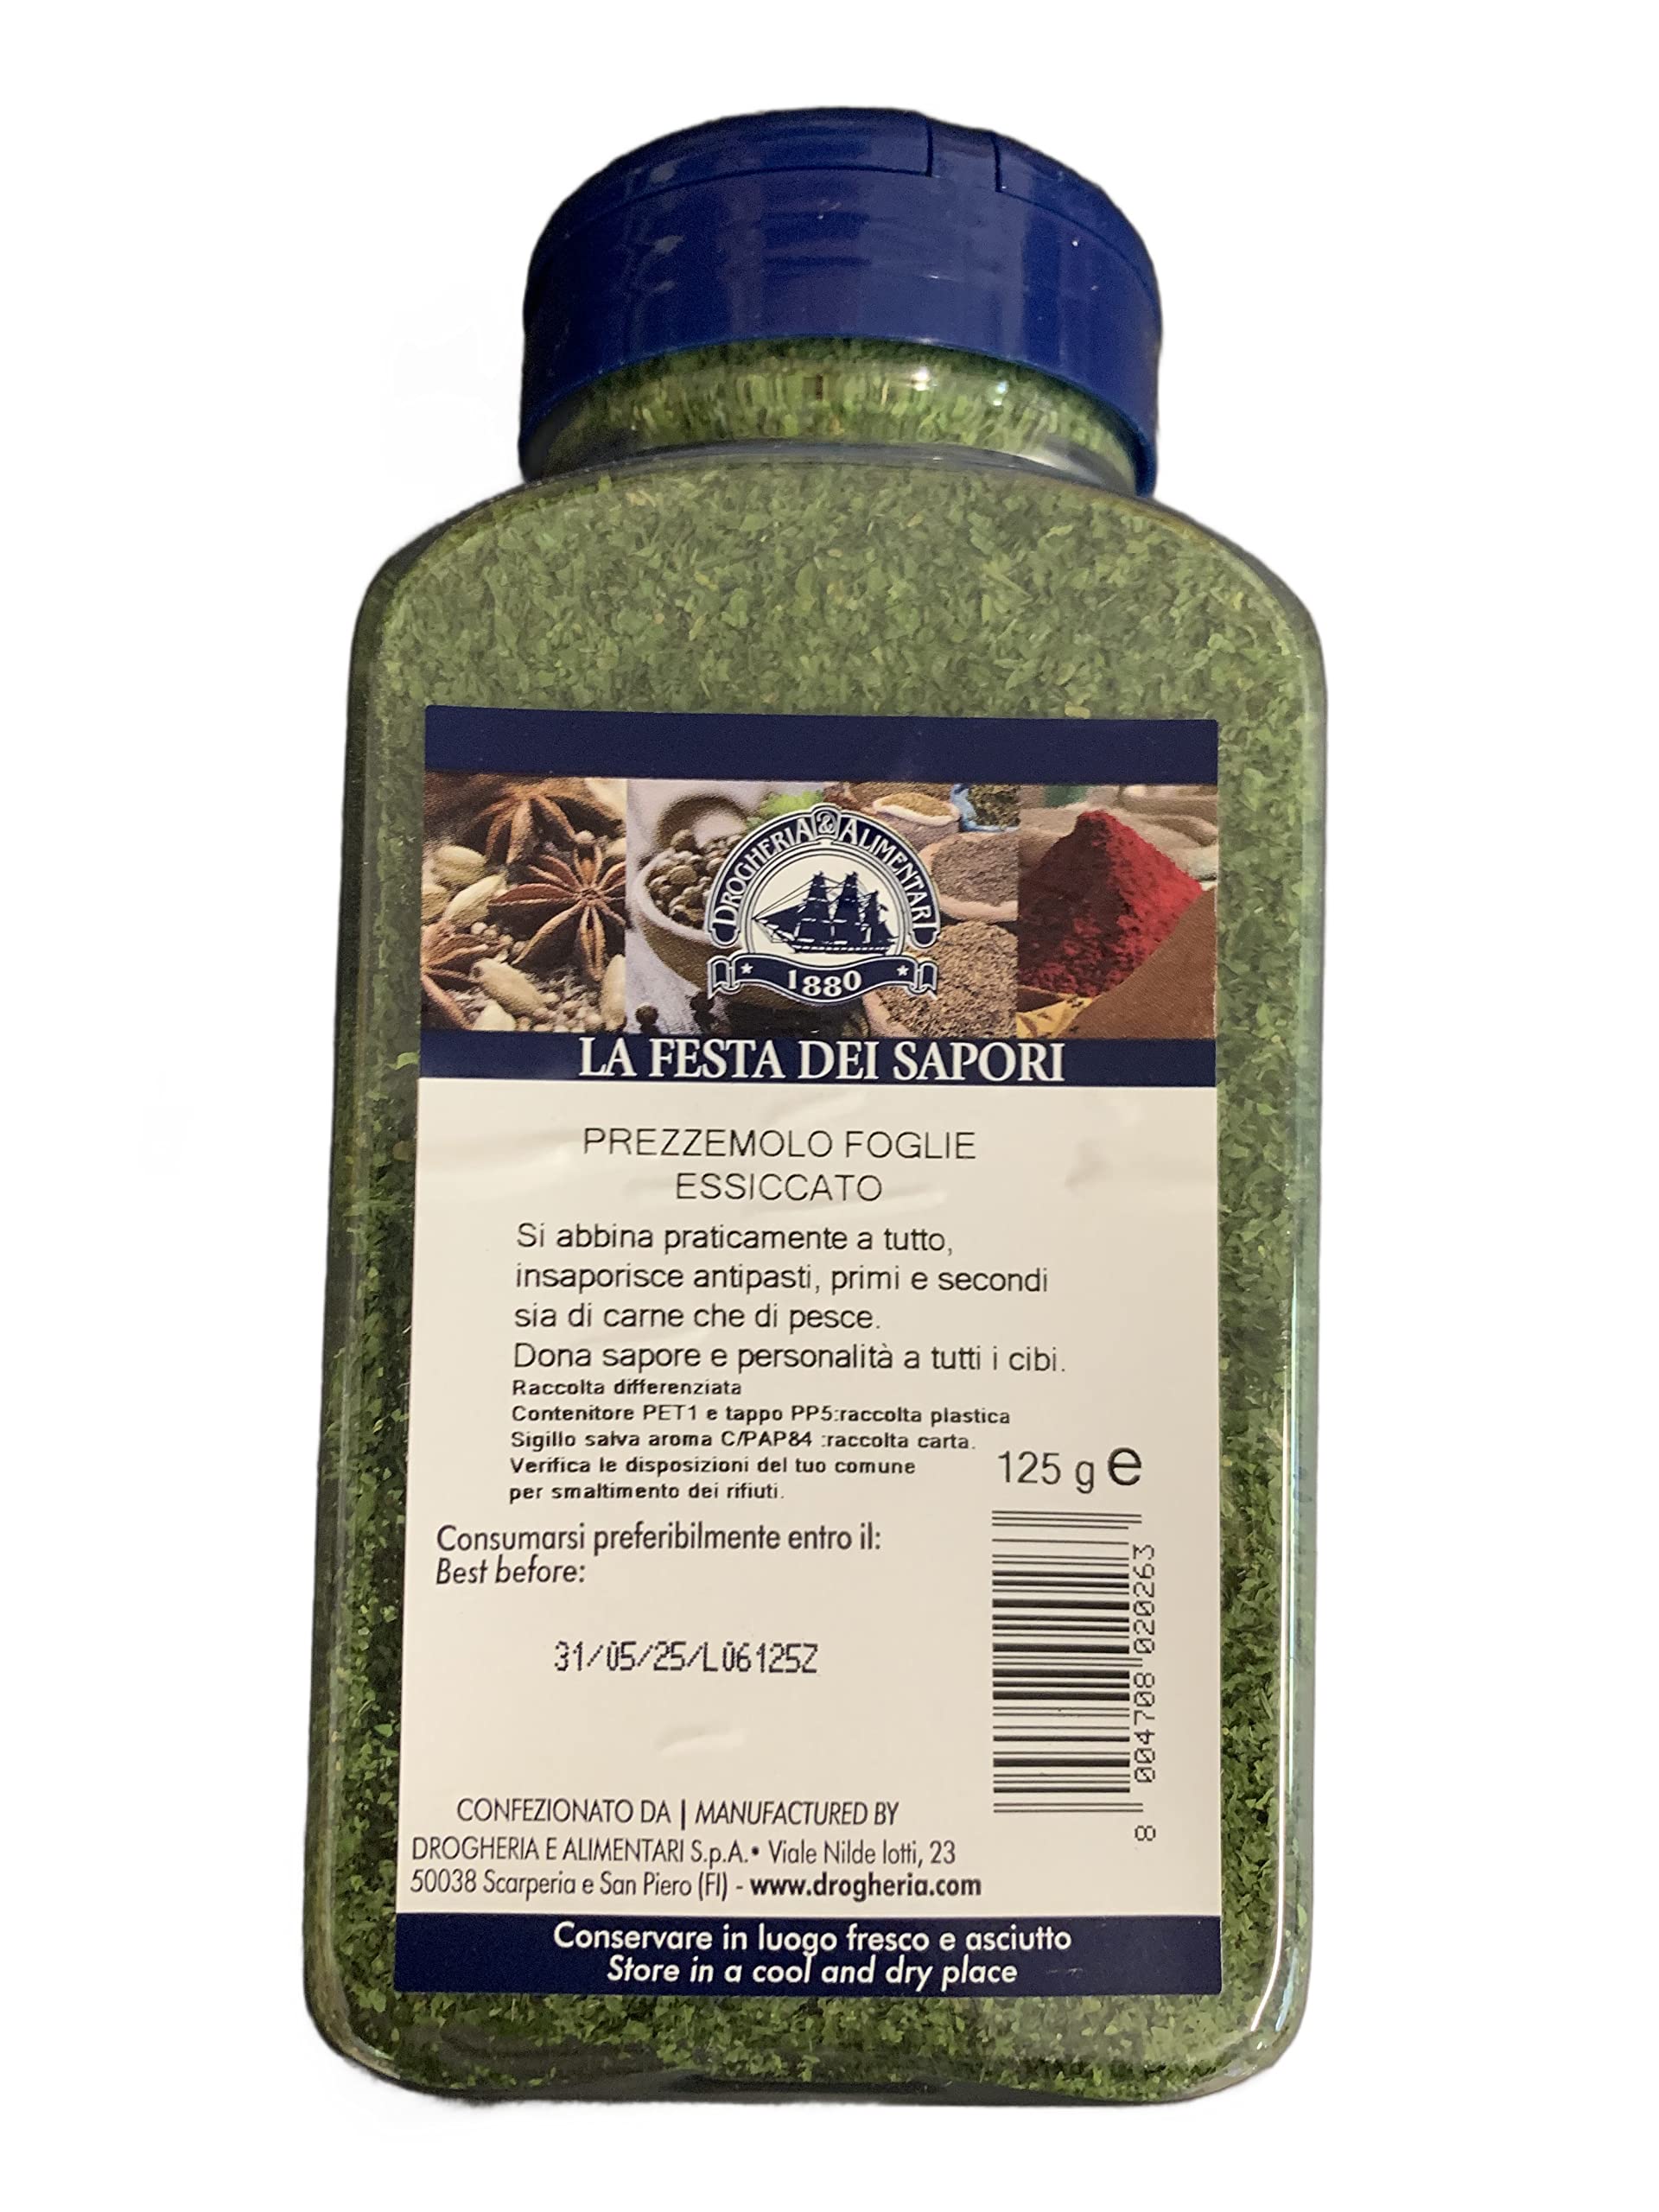 DROGHERIA & ALIMENTARI
1880
LA FESTA DEI SAPORI
PREZZEMOLO FOGLIE
ESSICCATO
Si abbina praticamente a tutto,
insaporisce antipasti, primi e secondi
sia di carne che di pesce.
Dona sapore e personalità a tutti i cibi.
Raccolta differenziata
Contenitore PET1 e tappo PP5:raccolta plastica
Sigillo salva aroma C/PAP84 :raccolta carta.
Verifica le disposizioni del tuo comune
per smaltimento dei rifiuti.
125 g e
Consumarsi preferibilmente entro il:
Best before:
31/05/25/L06125Z
8 004708 020263
CONFEZIONATO DA | MANUFACTURED BY
DROGHERIA E ALIMENTARI S.p.A.• Viale Nilde Iotti, 23
50038 Scarperia e San Piero (FI) - www.drogheria.com
Conservare in luogo fresco e asciutto
Store in a cool and dry place